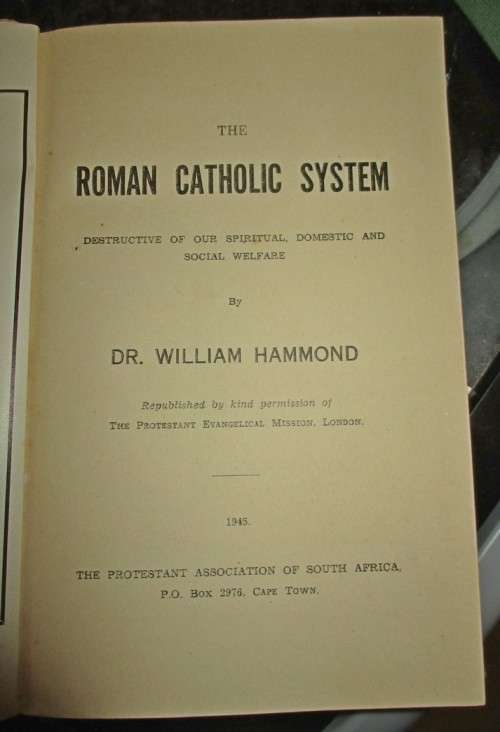 THE
ROMAN CATHOLIC SYSTEM
DESTRUCTIVE OF OUR SPIRITUAL, DOMESTIC AND
SOCIAL WELFARE
By
DR. WILLIAM HAMMOND
Republished by kind permission of
THE PROTESTANT EVANGELICAL MISSION, LONDON.
1945.
THE PROTESTANT ASSOCIATION OF SOUTH AFRICA,
P.O. BOX 2976, CAPE TOWN.